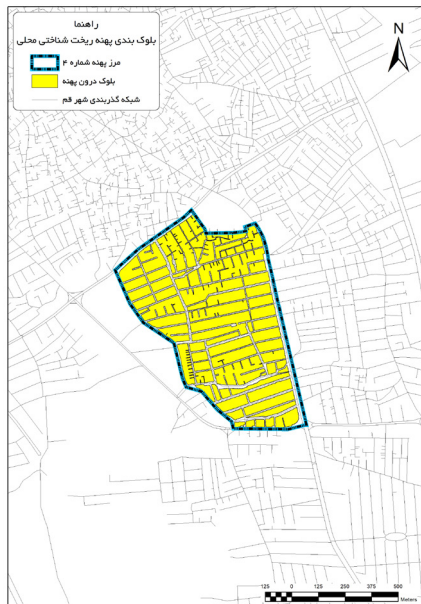 راهنما
بلوک بندی پهنه ریخت شناختی محلی
مرز پهنه شماره ۴
بلوک درون پهنه
شبکه گذربندی شهر قم
N
125 0 125 250 375 500
Meters